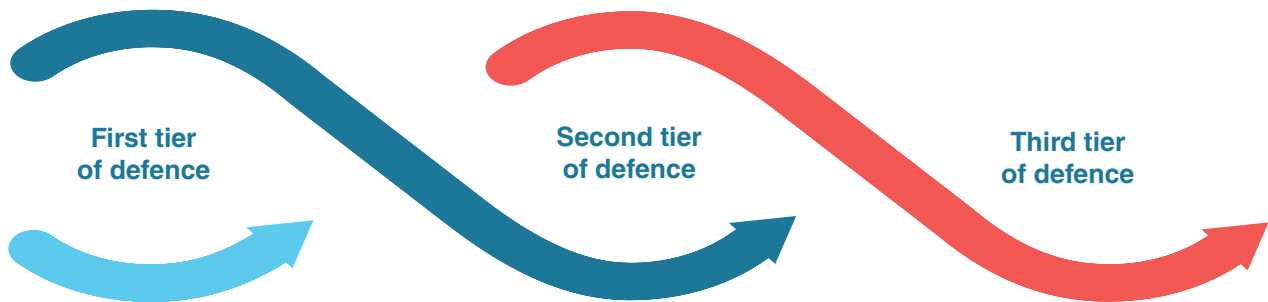 First tier
of defence
Second tier
of defence
Third tier
of defence